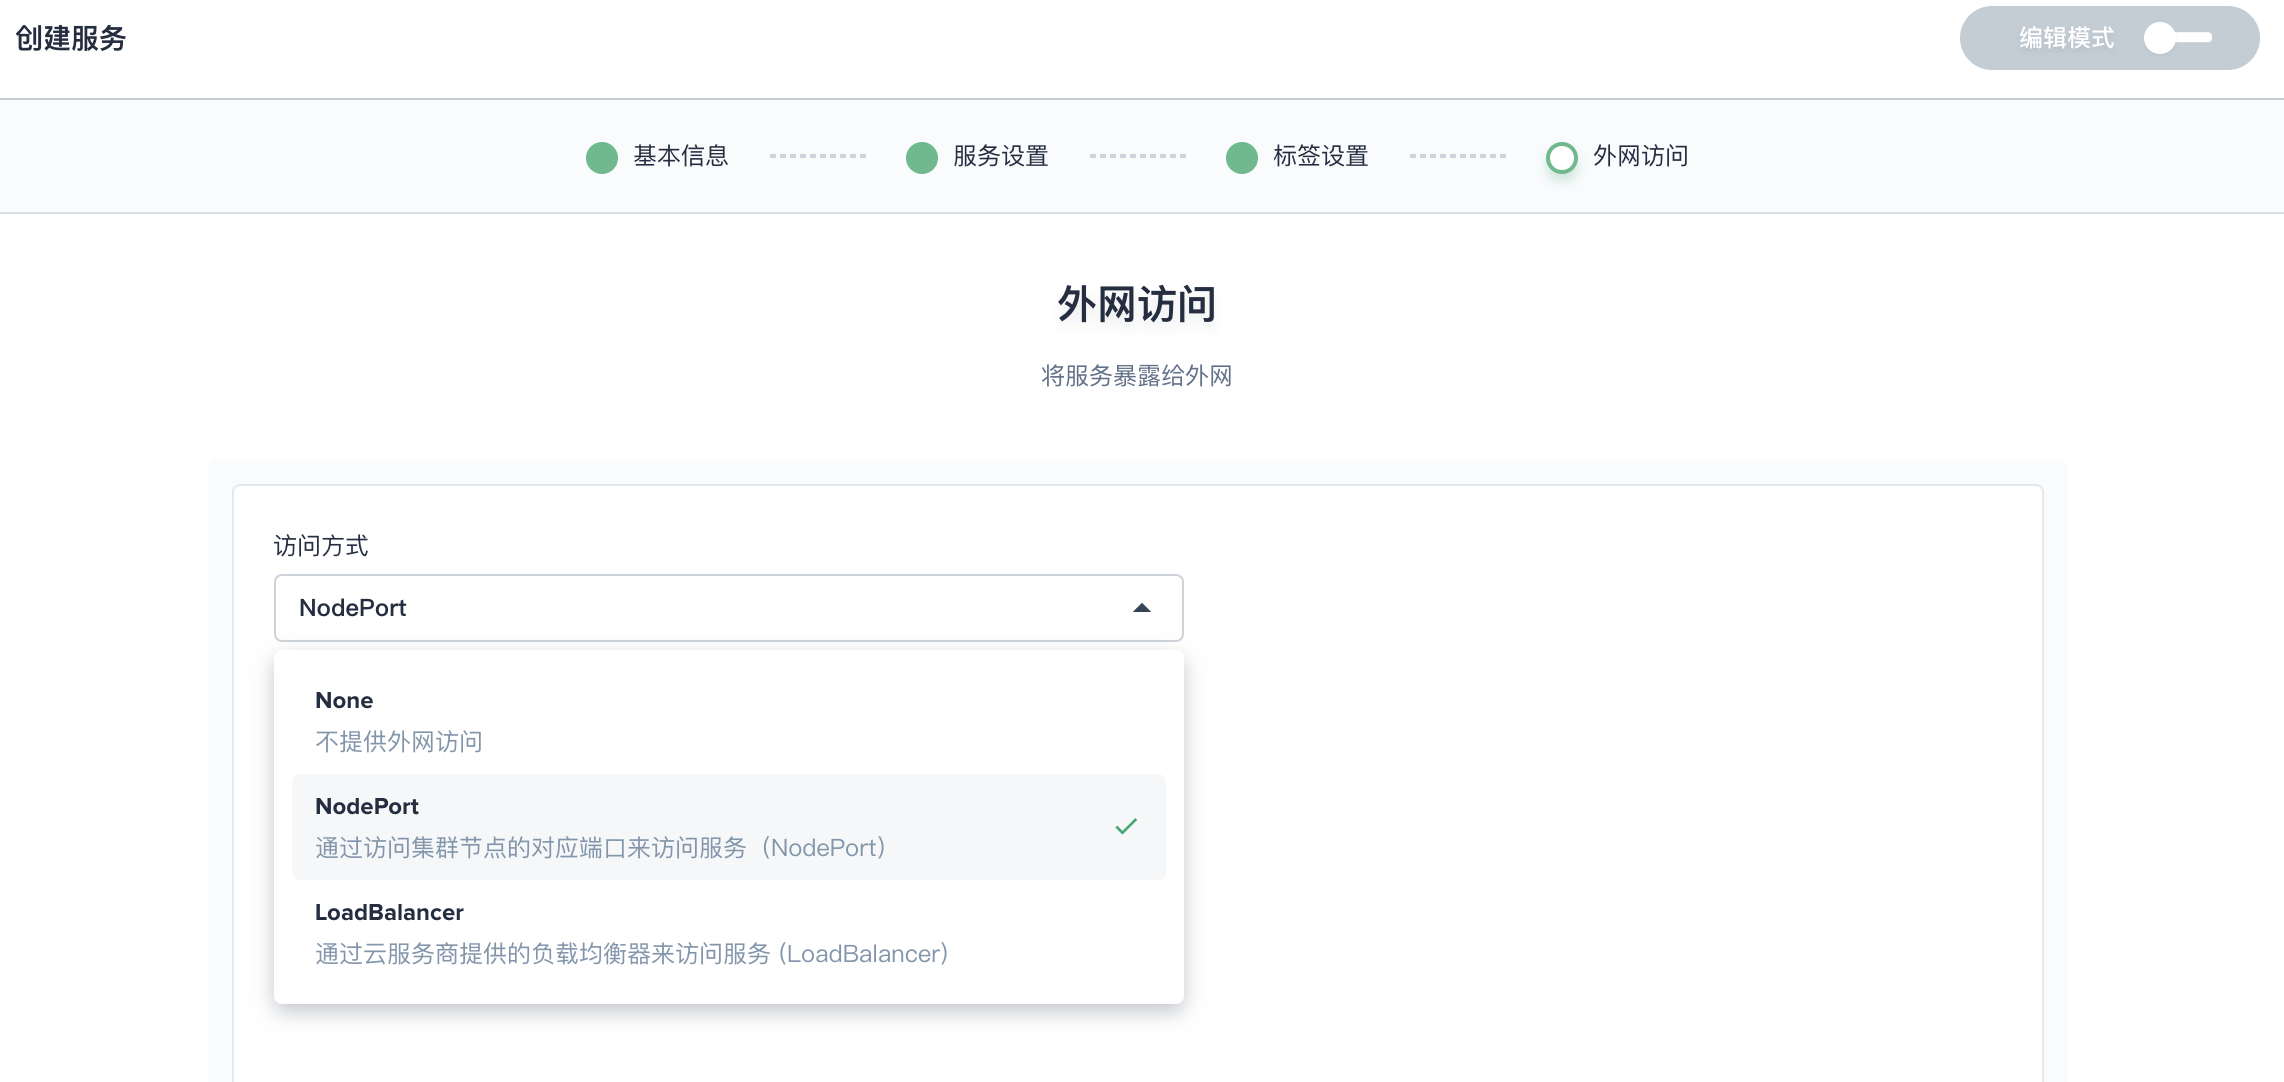 创建服务
编辑模式
基本信息
服务设置
标签设置
外网访问
外网访问
将服务暴露给外网
访问方式
NodePort
None
不提供外网访问
NodePort
通过访问集群节点的对应端口来访问服务（NodePort）
LoadBalancer
通过云服务商提供的负载均衡器来访问服务 (LoadBalancer)